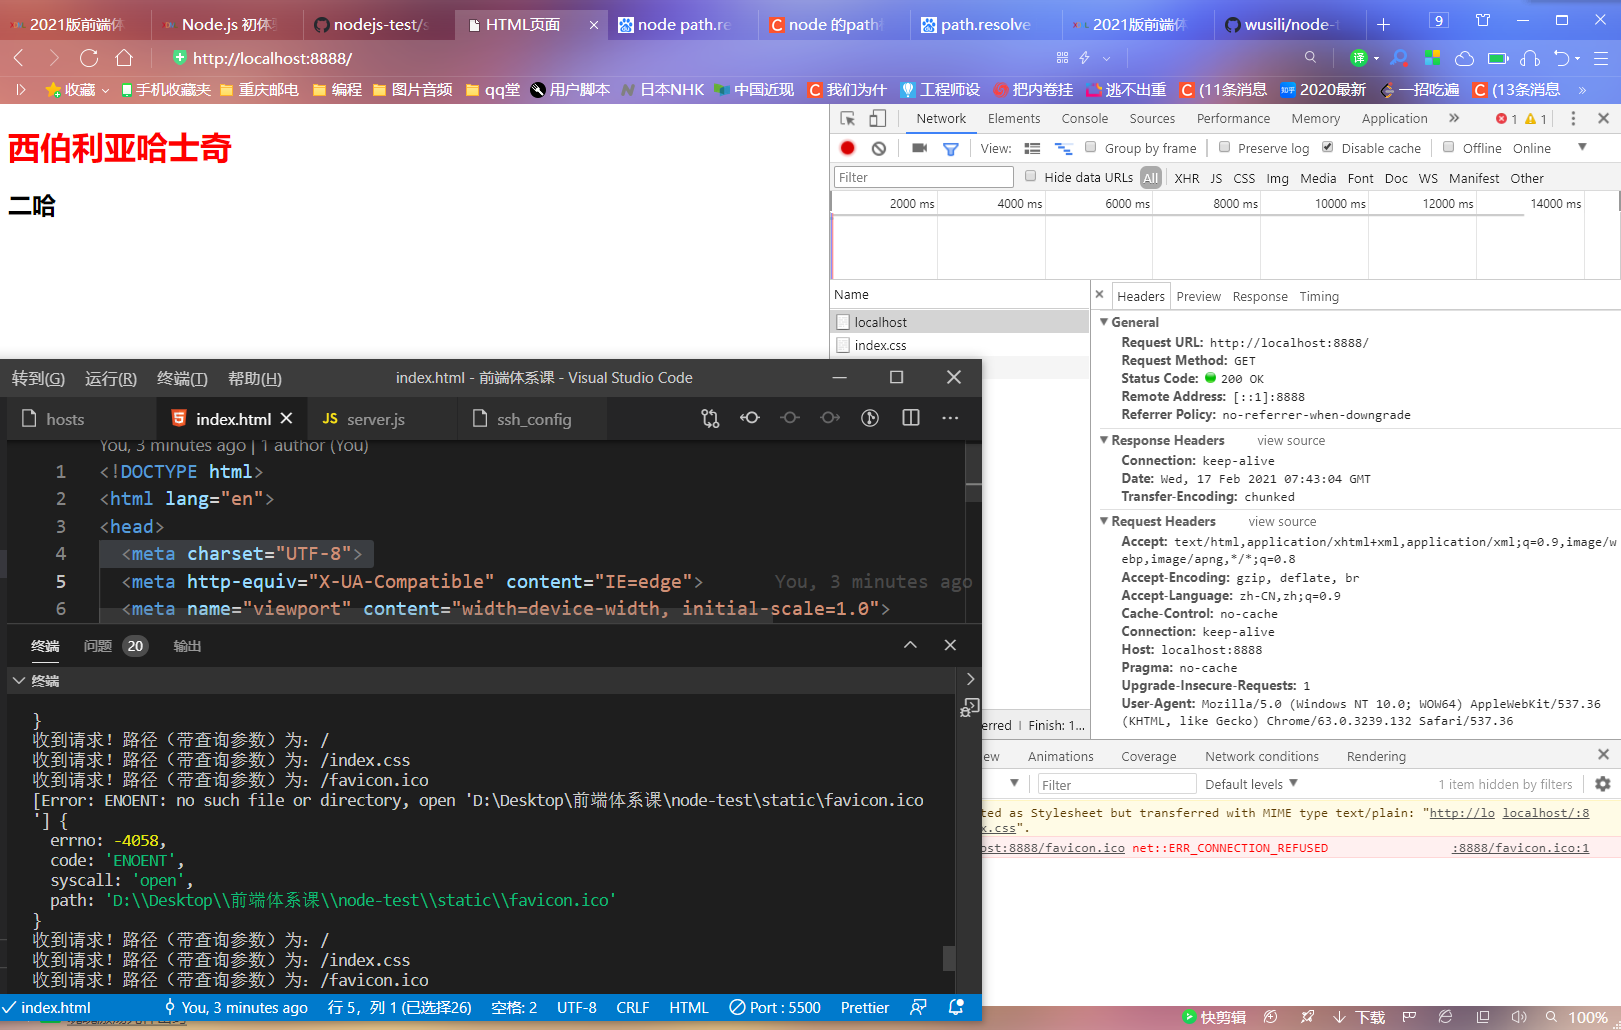 2021版前端体
Node.js 初体
nodejs-test/s
HTML页面
node path.re
node 的path
path.resolve
2021版前端体
wusili/node-t
9
http://localhost:8888/
译
收藏
手机收藏夹
重庆邮电
编程
图片音频
qq堂
用户脚本
日本NHK
中国近现
我们为什
工程师设
把内卷挂
逃不出重
(11条消息
知乎
2020最新
一招吃遍
(13条消息
»
西伯利亚哈士奇
二哈
Network Elements Console Sources Performance Memory Application » 1 1
View: Group by frame Preserve log Disable cache Offline Online
Filter Hide data URLs All XHR JS CSS Img Media Font Doc WS Manifest Other
2000 ms 4000 ms 6000 ms 8000 ms 10000 ms 12000 ms 14000 ms
Name
localhost
index.css
erred | Finish: 1...
Headers Preview Response Timing
General
Request URL: http://localhost:8888/
Request Method: GET
Status Code: 200 OK
Remote Address: [::1]:8888
Referrer Policy: no-referrer-when-downgrade
Response Headers view source
Connection: keep-alive
Date: Wed, 17 Feb 2021 07:43:04 GMT
Transfer-Encoding: chunked
Request Headers view source
Accept: text/html,application/xhtml+xml,application/xml;q=0.9,image/w
ebp,image/apng,*/*;q=0.8
Accept-Encoding: gzip, deflate, br
Accept-Language: zh-CN,zh;q=0.9
Cache-Control: no-cache
Connection: keep-alive
Host: localhost:8888
Pragma: no-cache
Upgrade-Insecure-Requests: 1
User-Agent: Mozilla/5.0 (Windows NT 10.0; WOW64) AppleWebKit/537.36
(KHTML, like Gecko) Chrome/63.0.3239.132 Safari/537.36
ew Animations Coverage Network conditions Rendering
Filter Default levels 1 item hidden by filters
ted as Stylesheet but transferred with MIME type text/plain: "http://lo localhost/:8
x.css".
ost:8888/favicon.ico net::ERR_CONNECTION_REFUSED :8888/favicon.ico:1
转到(G) 运行(R) 终端(T) 帮助(H) index.html - 前端体系课 - Visual Studio Code
hosts index.html JS server.js ssh_config
You, 3 minutes ago | 1 author (You)
1 <!DOCTYPE html>
2 <html lang="en">
3 <head>
4 <meta charset="UTF-8">
5 <meta http-equiv="X-UA-Compatible" content="IE=edge"> You, 3 minutes ago
6 <meta name="viewport" content="width=device-width, initial-scale=1.0">
终端 问题 20 输出
终端
}
收到请求！路径（带查询参数）为：/
收到请求！路径（带查询参数）为：/index.css
收到请求！路径（带查询参数）为：/favicon.ico
[Error: ENOENT: no such file or directory, open 'D:\Desktop\前端体系课\node-test\static\favicon.ico
'] {
errno: -4058,
code: 'ENOENT',
syscall: 'open',
path: 'D:\\Desktop\\前端体系课\\node-test\\static\\favicon.ico'
}
收到请求！路径（带查询参数）为：/
收到请求！路径（带查询参数）为：/index.css
收到请求！路径（带查询参数）为：/favicon.ico
index.html You, 3 minutes ago 行 5，列 1 (已选择26) 空格: 2 UTF-8 CRLF HTML Port : 5500 Prettier
快剪辑 下载 100%